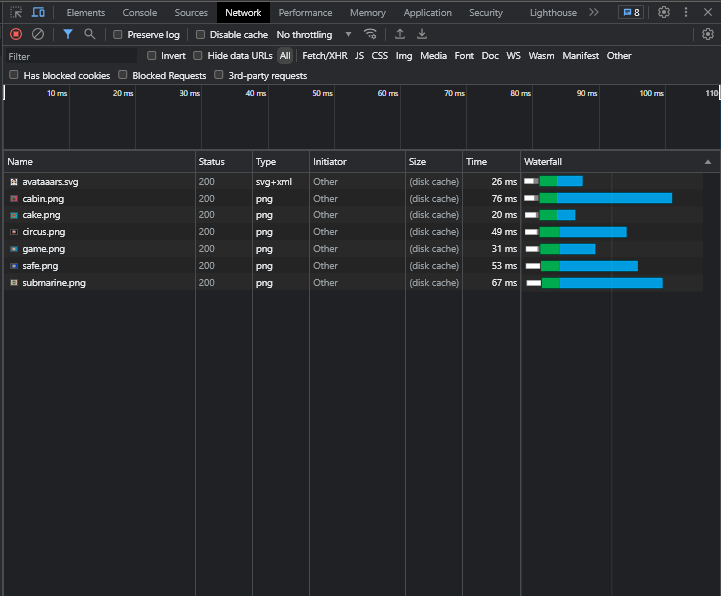 Elements Console Sources Network Performance Memory Application Security Lighthouse 8
Preserve log Disable cache No throttling
Filter Invert Hide data URLs All Fetch/XHR JS CSS Img Media Font Doc WS Wasm Manifest Other
Has blocked cookies Blocked Requests 3rd-party requests
10 ms 20 ms 30 ms 40 ms 50 ms 60 ms 70 ms 80 ms 90 ms 100 ms 110
Name Status Type Initiator Size Time Waterfall
avataaars.svg 200 svg+xml Other (disk cache) 26 ms
cabin.png 200 png Other (disk cache) 76 ms
cake.png 200 png Other (disk cache) 20 ms
circus.png 200 png Other (disk cache) 49 ms
game.png 200 png Other (disk cache) 31 ms
safe.png 200 png Other (disk cache) 53 ms
submarine.png 200 png Other (disk cache) 67 ms